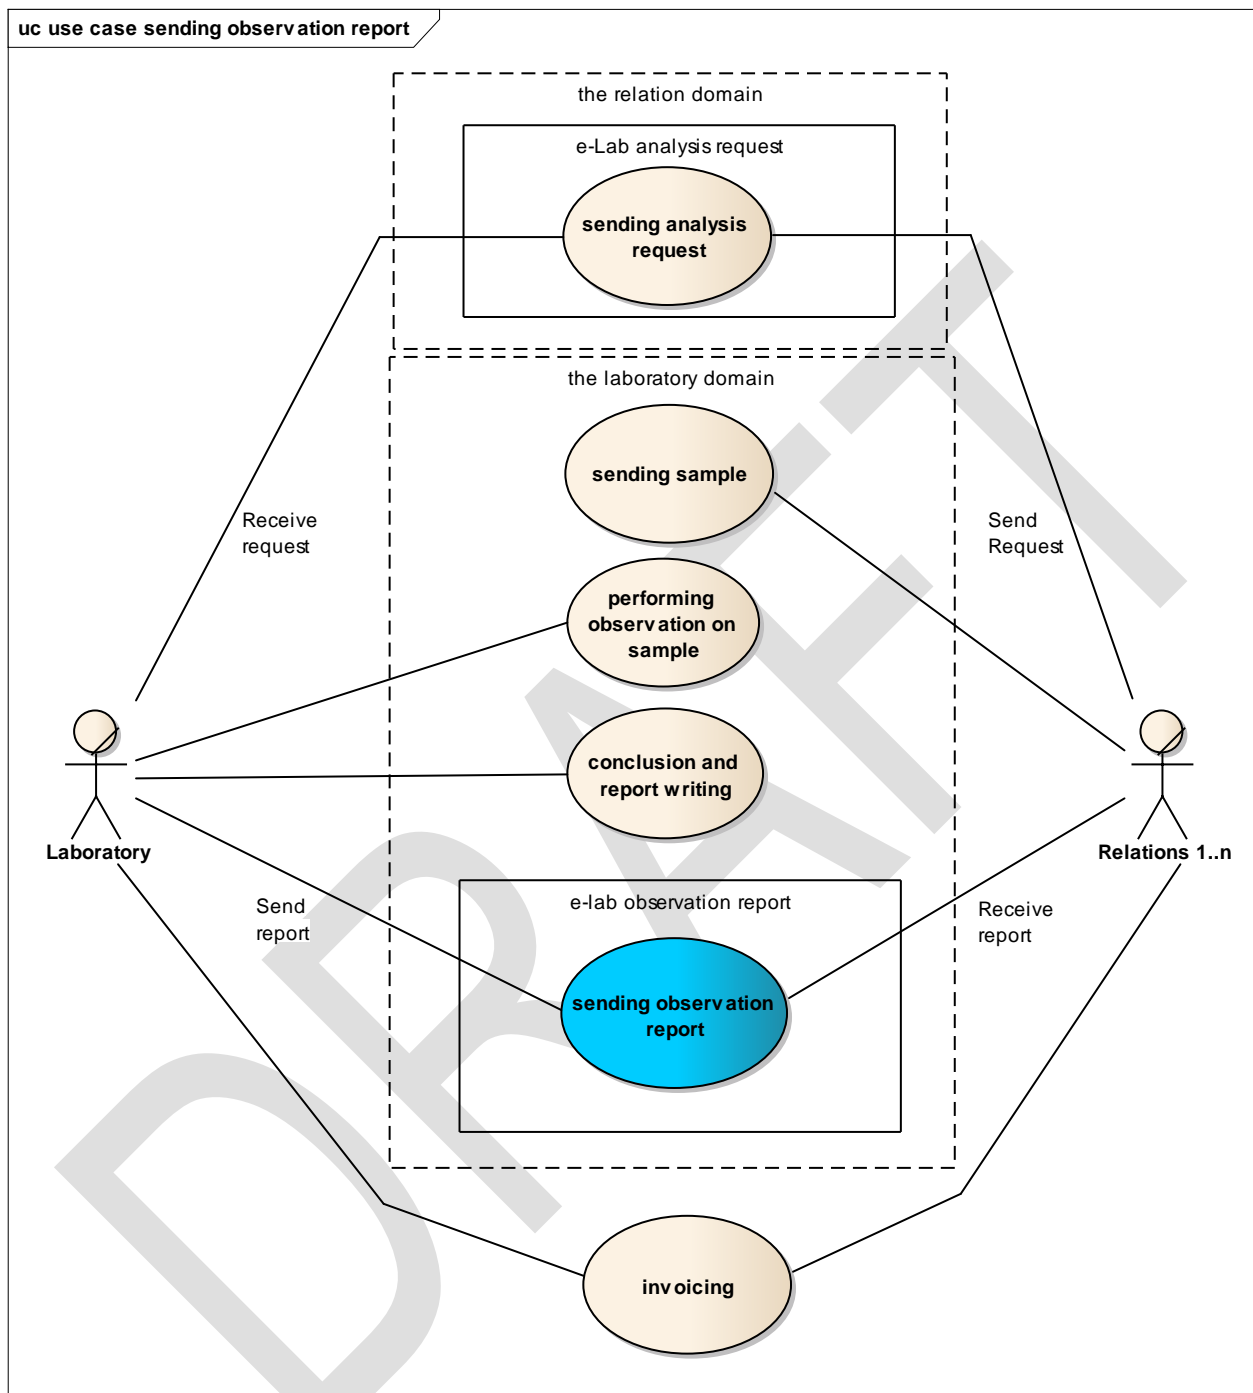 uc use case sending observation report
the relation domain
e-Lab analysis request
sending analysis
request
the laboratory domain
sending sample
Receive
request
Send
Request
performing
observation on
sample
conclusion and
report writing
Laboratory
Relations 1..n
e-lab observation report
Send
report
Receive
report
sending observation
report
invoicing
DRAFT